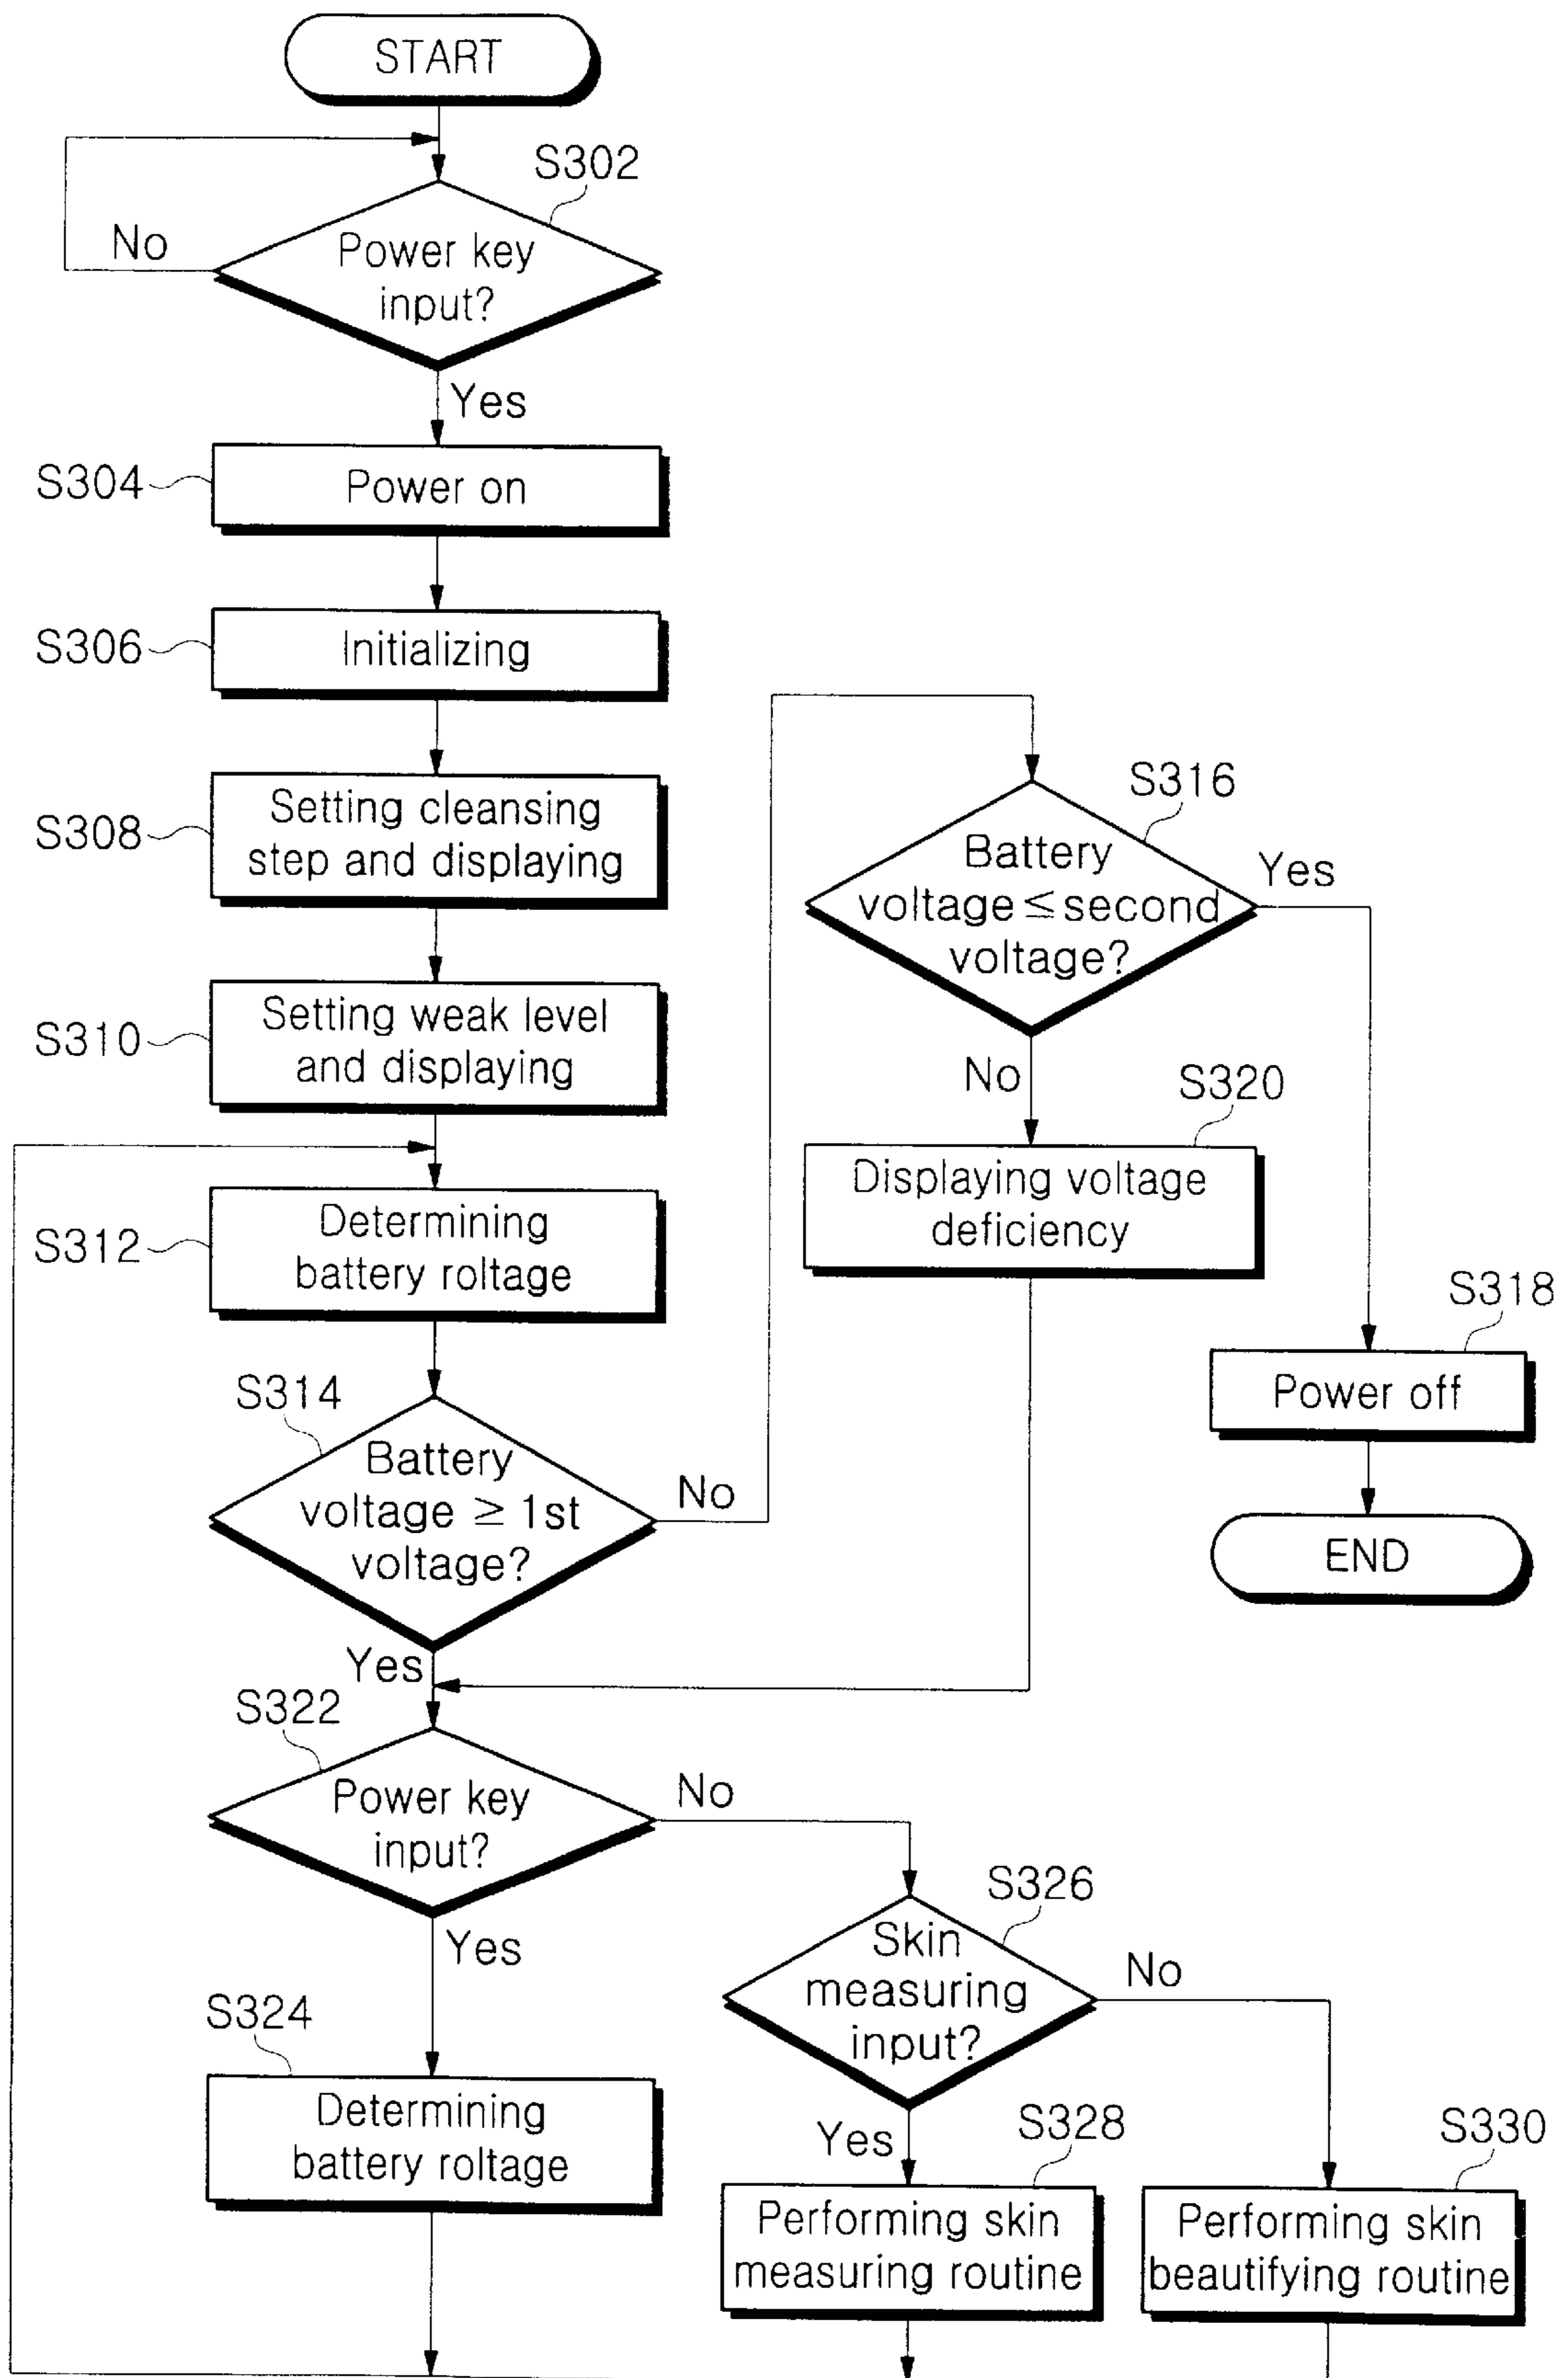 START
S302
No
Power key
input?
Yes
S304
Power on
S306
Initializing
S308
Setting cleansing
step and displaying
S310
Setting weak level
and displaying
S312
Determining
battery roltage
S314
Battery
voltage ≥ 1st
voltage?
No
Yes
S316
Battery
voltage ≤ second
voltage?
Yes
No
S320
Displaying voltage
deficiency
S318
Power off
END
S322
Power key
input?
No
Yes
S324
Determining
battery roltage
S326
Skin
measuring
input?
No
Yes
S328
Performing skin
measuring routine
S330
Performing skin
beautifying routine